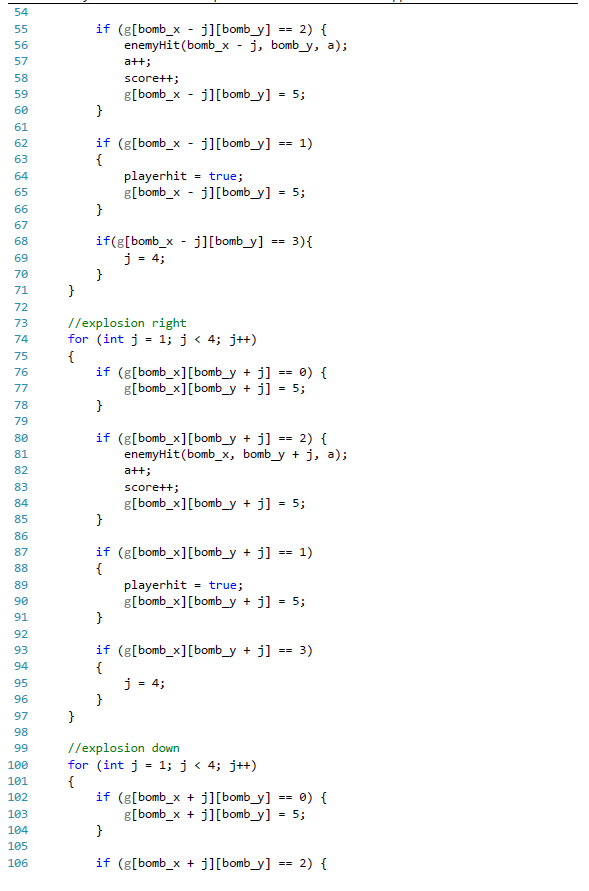 54
55 if (g[bomb_x - j][bomb_y] == 2) {
56 enemyHit(bomb_x - j, bomb_y, a);
57 a++;
58 score++;
59 g[bomb_x - j][bomb_y] = 5;
60 }
61
62 if (g[bomb_x - j][bomb_y] == 1)
63 {
64 playerhit = true;
65 g[bomb_x - j][bomb_y] = 5;
66 }
67
68 if(g[bomb_x - j][bomb_y] == 3){
69 j = 4;
70 }
71 }
72
73 //explosion right
74 for (int j = 1; j < 4; j++)
75 {
76 if (g[bomb_x][bomb_y + j] == 0) {
77 g[bomb_x][bomb_y + j] = 5;
78 }
79
80 if (g[bomb_x][bomb_y + j] == 2) {
81 enemyHit(bomb_x, bomb_y + j, a);
82 a++;
83 score++;
84 g[bomb_x][bomb_y + j] = 5;
85 }
86
87 if (g[bomb_x][bomb_y + j] == 1)
88 {
89 playerhit = true;
90 g[bomb_x][bomb_y + j] = 5;
91 }
92
93 if (g[bomb_x][bomb_y + j] == 3)
94 {
95 j = 4;
96 }
97 }
98
99 //explosion down
100 for (int j = 1; j < 4; j++)
101 {
102 if (g[bomb_x + j][bomb_y] == 0) {
103 g[bomb_x + j][bomb_y] = 5;
104 }
105
106 if (g[bomb_x + j][bomb_y] == 2) {